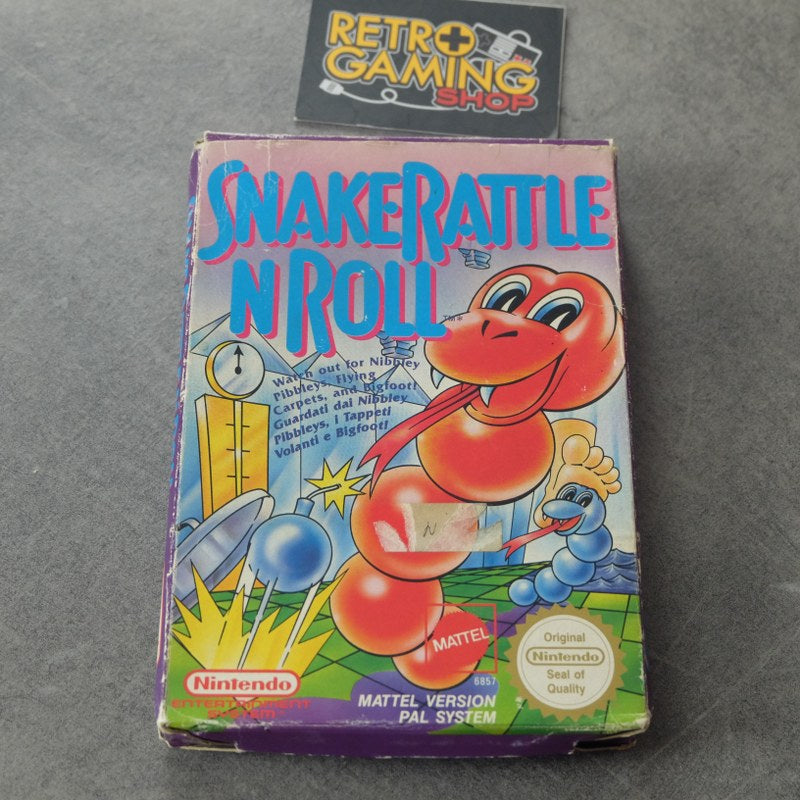 RETRO
GAMING
SHOP
SNAKE RATTLE
N ROLL
TM*
Watch out for Nibbley
Pibbleys, Flying
Carpets, and Bigfoot!
Guardati dai Nibbley
Pibbleys, i Tappeti
Volanti e Bigfoot!
N
MATTEL
6857
Nintendo
ENTERTAINMENT
SYSTEM™
MATTEL VERSION
PAL SYSTEM
Original
Nintendo
Seal of
Quality